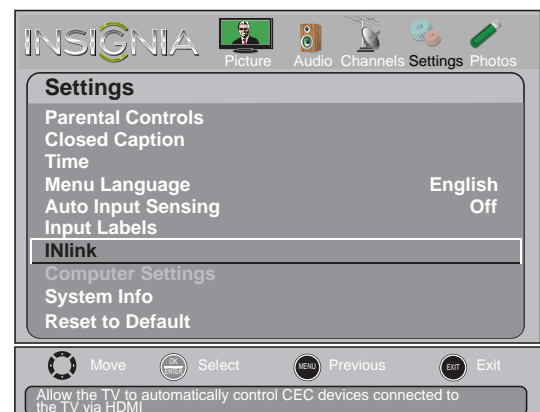 INSIGNIA
Picture Audio Channels Settings Photos
Settings
Parental Controls
Closed Caption
Time
Menu Language English
Auto Input Sensing Off
Input Labels
INlink
Computer Settings
System Info
Reset to Default
Move OK ENTER Select MENU Previous EXIT Exit
Allow the TV to automatically control CEC devices connected to
the TV via HDMI